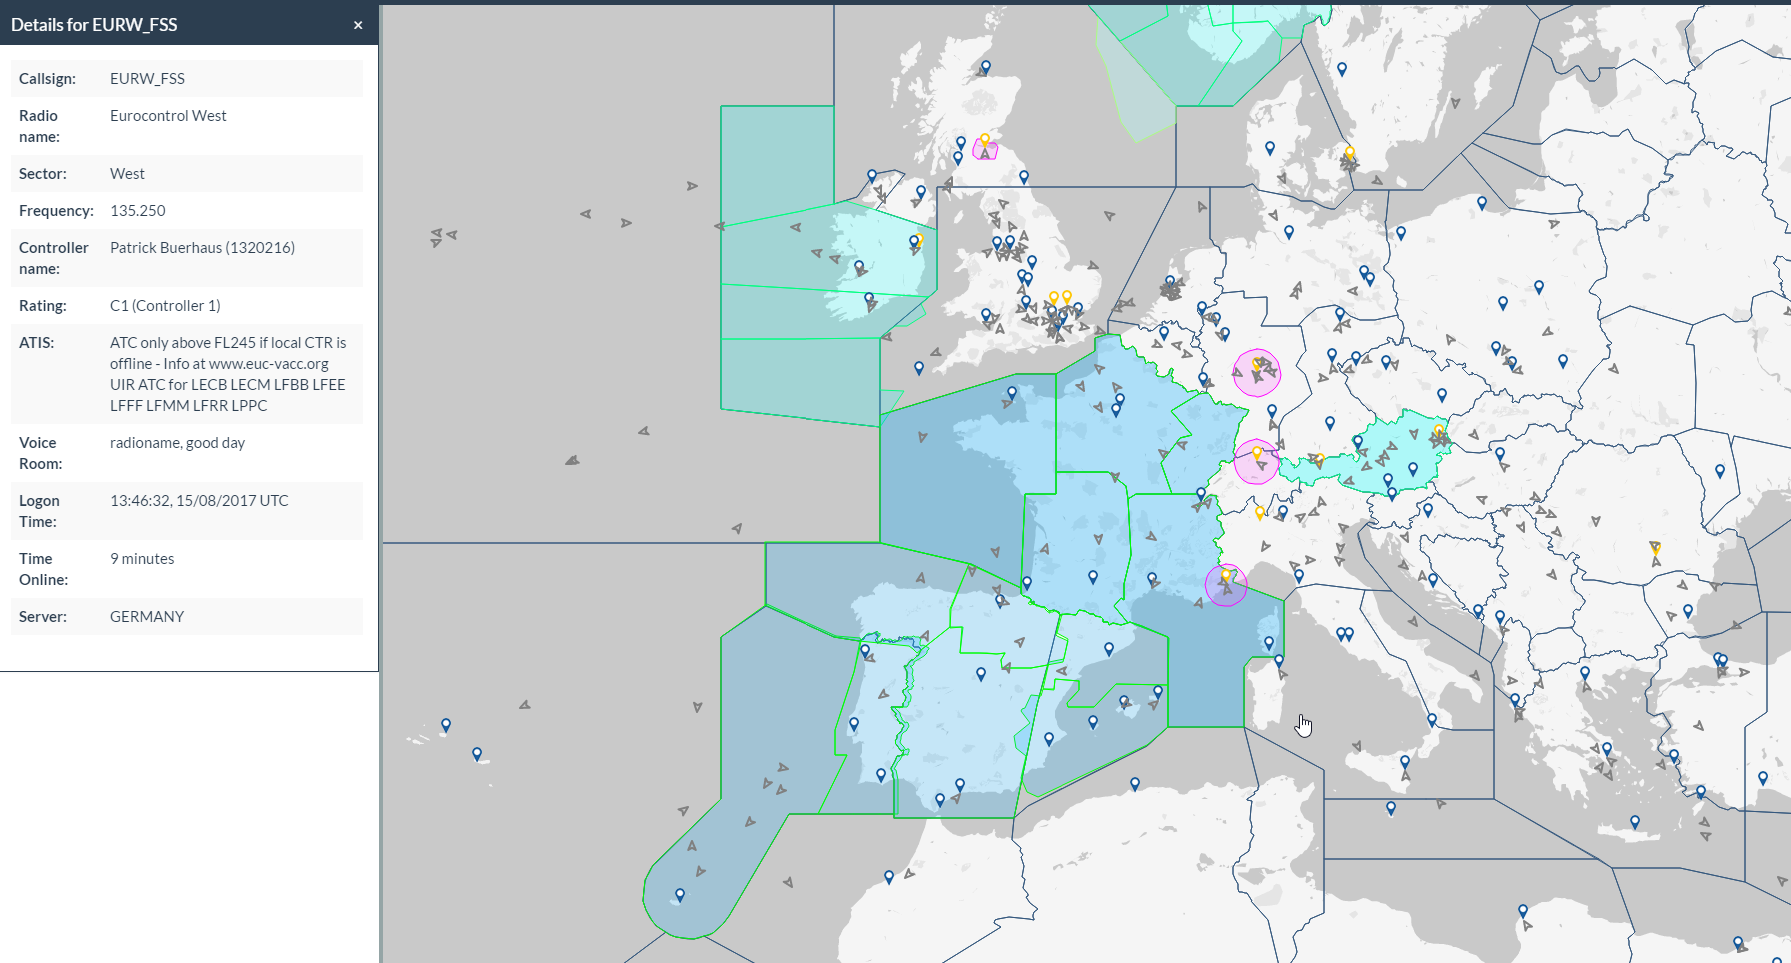 Details for EURW_FSS ×
Callsign: EURW_FSS
Radio name: Eurocontrol West
Sector: West
Frequency: 135.250
Controller name: Patrick Buerhaus (1320216)
Rating: C1 (Controller 1)
ATIS: ATC only above FL245 if local CTR is
offline - Info at www.euc-vacc.org
UIR ATC for LECB LECM LFBB LFEE
LFFF LFMM LFRR LPPC
Voice Room: radioname, good day
Logon Time: 13:46:32, 15/08/2017 UTC
Time Online: 9 minutes
Server: GERMANY